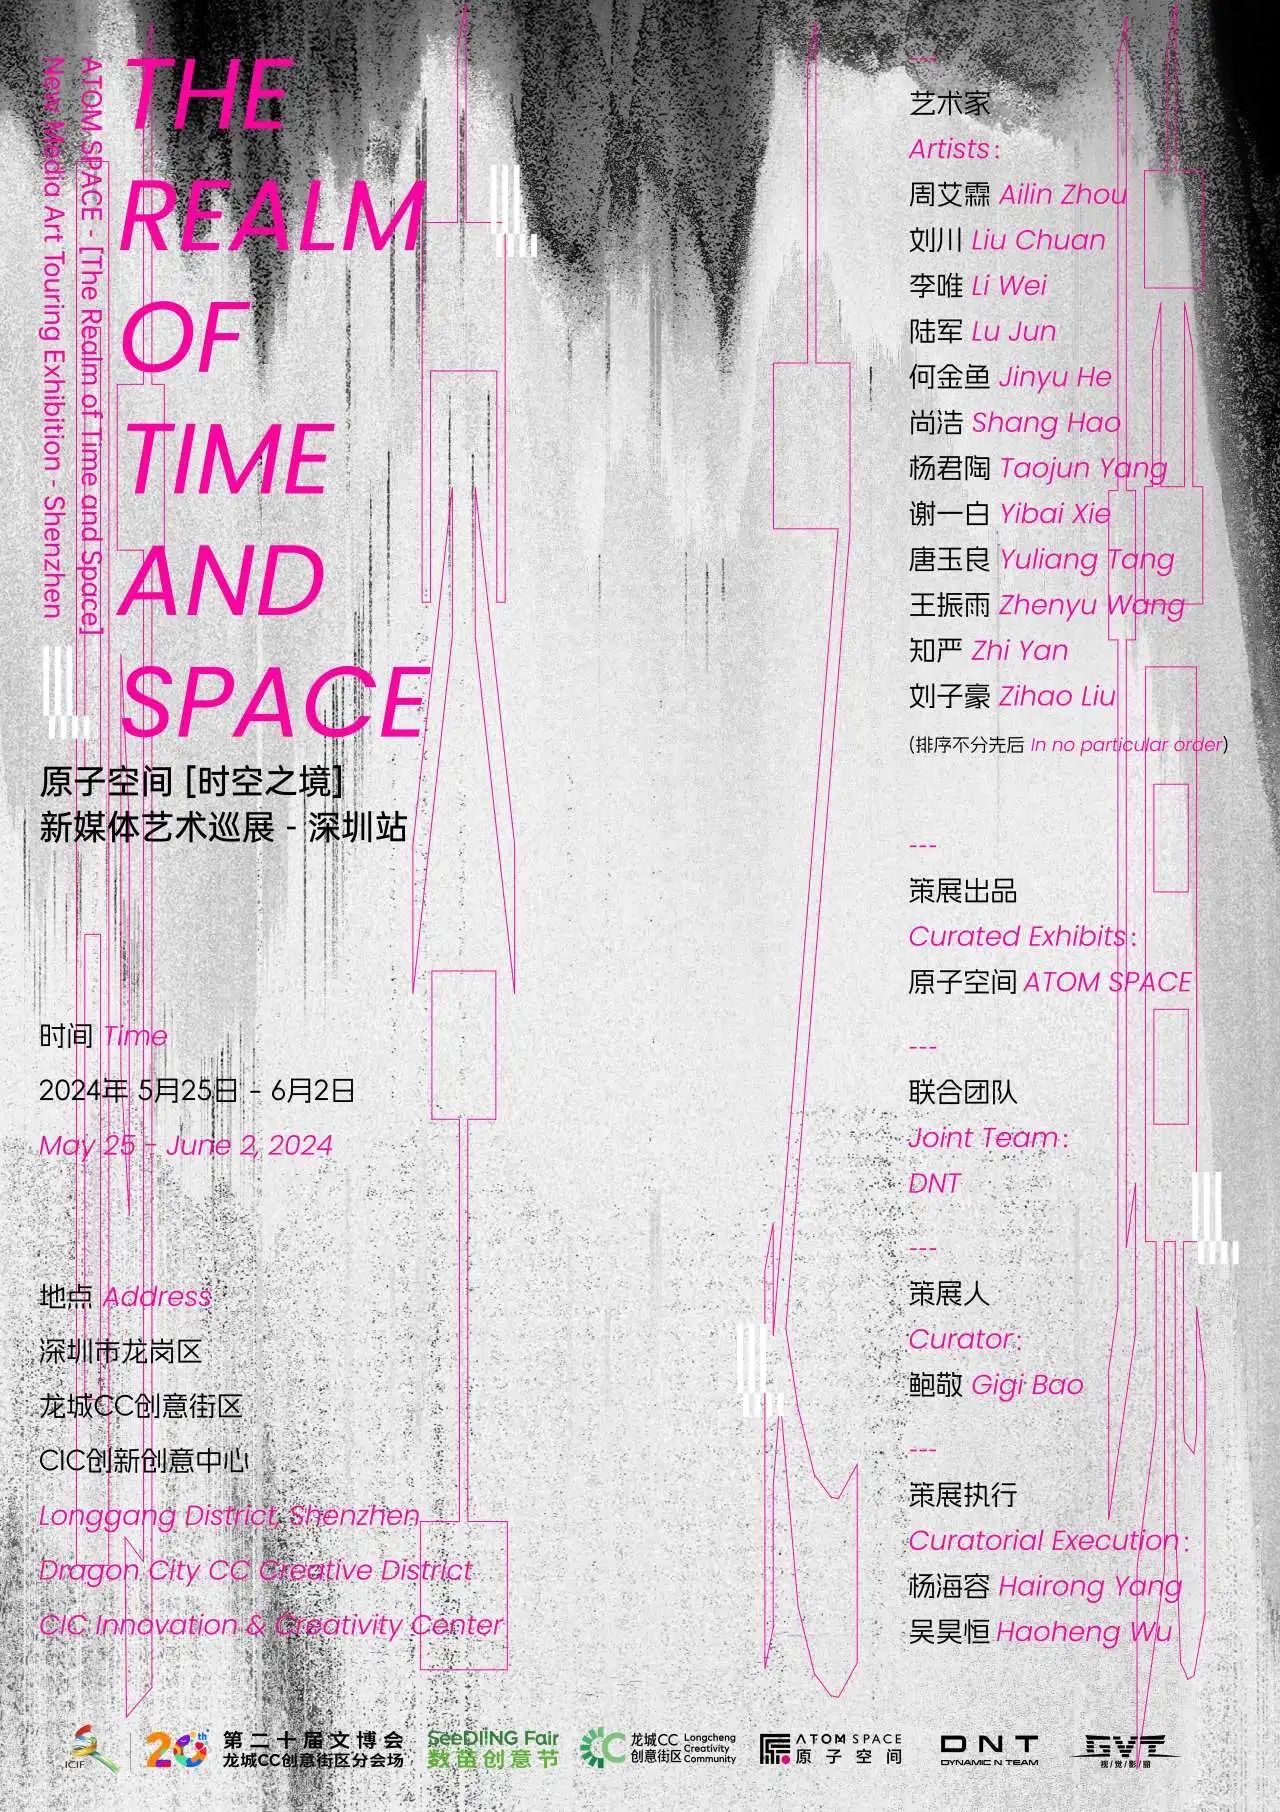 THE
REALM
OF
TIME
AND
SPACE
ATOM SPACE - [The Realm of Time and Space]
New Media Art Touring Exhibition - Shenzhen
原子空间 [时空之境]
新媒体艺术巡展 - 深圳站
时间 Time
2024年 5月25日 - 6月2日
May 25 - June 2, 2024
地点 Address
深圳市龙岗区
龙城CC创意街区
CIC创新创意中心
Longgang District, Shenzhen
Dragon City CC Creative District
CIC Innovation & Creativity Center
---
艺术家
Artists:
周艾霖 Ailin Zhou
刘川 Liu Chuan
李唯 Li Wei
陆军 Lu Jun
何金鱼 Jinyu He
尚浩 Shang Hao
杨君陶 Taojun Yang
谢一白 Yibai Xie
唐玉良 Yuliang Tang
王振雨 Zhenyu Wang
知严 Zhi Yan
刘子豪 Zihao Liu
(排序不分先后 In no particular order)
---
策展出品
Curated Exhibits:
原子空间 ATOM SPACE
---
联合团队
Joint Team:
DNT
---
策展人
Curator:
鲍敬 Gigi Bao
---
策展执行
Curatorial Execution:
杨海容 Hairong Yang
吴昊恒 Haoheng Wu
ICIF
20th
第二十届文博会
龙城CC创意街区分会场
SeeDIING Fair
数苗创意节
CC
龙城CC
创意街区
Longcheng
Creativity
Community
ATOM SPACE
原子空间
DNT
DYNAMIC N TEAM
GVT
视/觉/影/丽